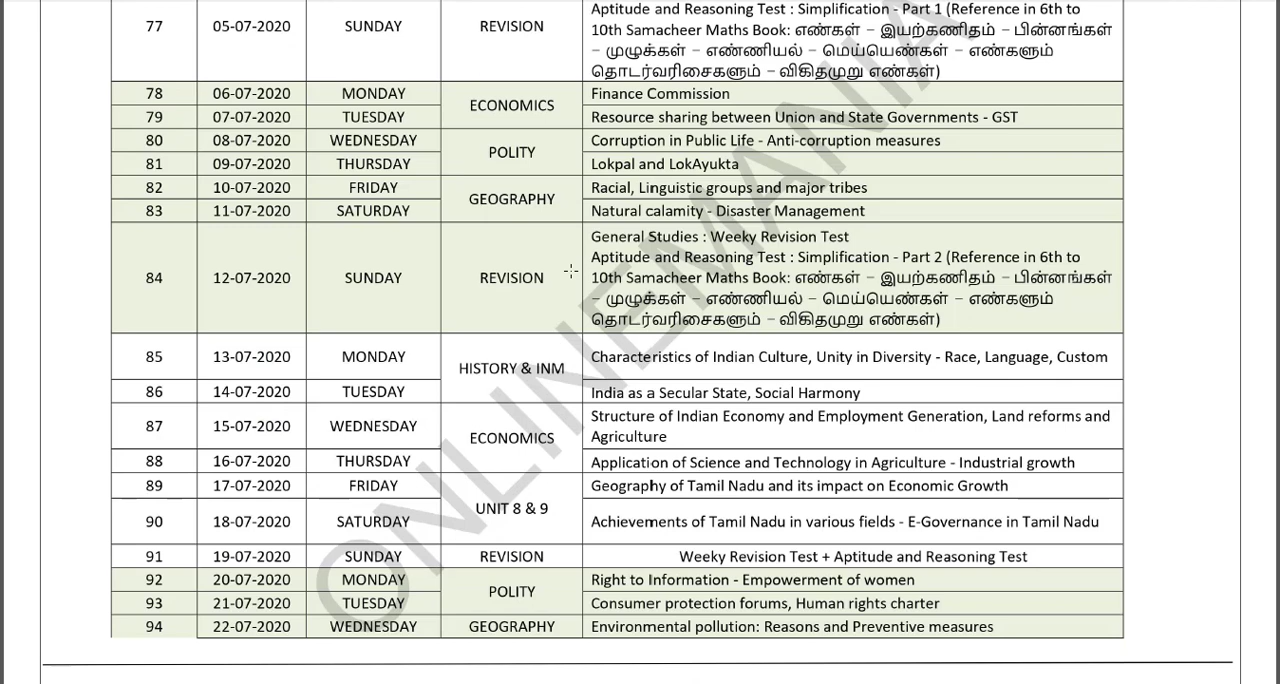 77 05-07-2020 SUNDAY REVISION Aptitude and Reasoning Test : Simplification - Part 1 (Reference in 6th to
10th Samacheer Maths Book: எண்கள் – இயற்கணிதம் – பின்னங்கள்
– முழுக்கள் – எண்ணியல் – மெய்யெண்கள் – எண்களும்
தொடர்வரிசைகளும் – விகிதமுறு எண்கள்)
78 06-07-2020 MONDAY ECONOMICS Finance Commission
79 07-07-2020 TUESDAY Resource sharing between Union and State Governments - GST
80 08-07-2020 WEDNESDAY POLITY Corruption in Public Life - Anti-corruption measures
81 09-07-2020 THURSDAY Lokpal and LokAyukta
82 10-07-2020 FRIDAY GEOGRAPHY Racial, Linguistic groups and major tribes
83 11-07-2020 SATURDAY Natural calamity - Disaster Management
84 12-07-2020 SUNDAY REVISION General Studies : Weekly Revision Test
Aptitude and Reasoning Test : Simplification - Part 2 (Reference in 6th to
10th Samacheer Maths Book: எண்கள் – இயற்கணிதம் – பின்னங்கள்
– முழுக்கள் – எண்ணியல் – மெய்யெண்கள் – எண்களும்
தொடர்வரிசைகளும் – விகிதமுறு எண்கள்)
85 13-07-2020 MONDAY HISTORY & INM Characteristics of Indian Culture, Unity in Diversity - Race, Language, Custom
86 14-07-2020 TUESDAY India as a Secular State, Social Harmony
87 15-07-2020 WEDNESDAY ECONOMICS Structure of Indian Economy and Employment Generation, Land reforms and
Agriculture
88 16-07-2020 THURSDAY Application of Science and Technology in Agriculture - Industrial growth
89 17-07-2020 FRIDAY UNIT 8 & 9 Geography of Tamil Nadu and its impact on Economic Growth
90 18-07-2020 SATURDAY Achievements of Tamil Nadu in various fields - E-Governance in Tamil Nadu
91 19-07-2020 SUNDAY REVISION Weekly Revision Test + Aptitude and Reasoning Test
92 20-07-2020 MONDAY POLITY Right to Information - Empowerment of women
93 21-07-2020 TUESDAY Consumer protection forums, Human rights charter
94 22-07-2020 WEDNESDAY GEOGRAPHY Environmental pollution: Reasons and Preventive measures
ONLINEMANIA